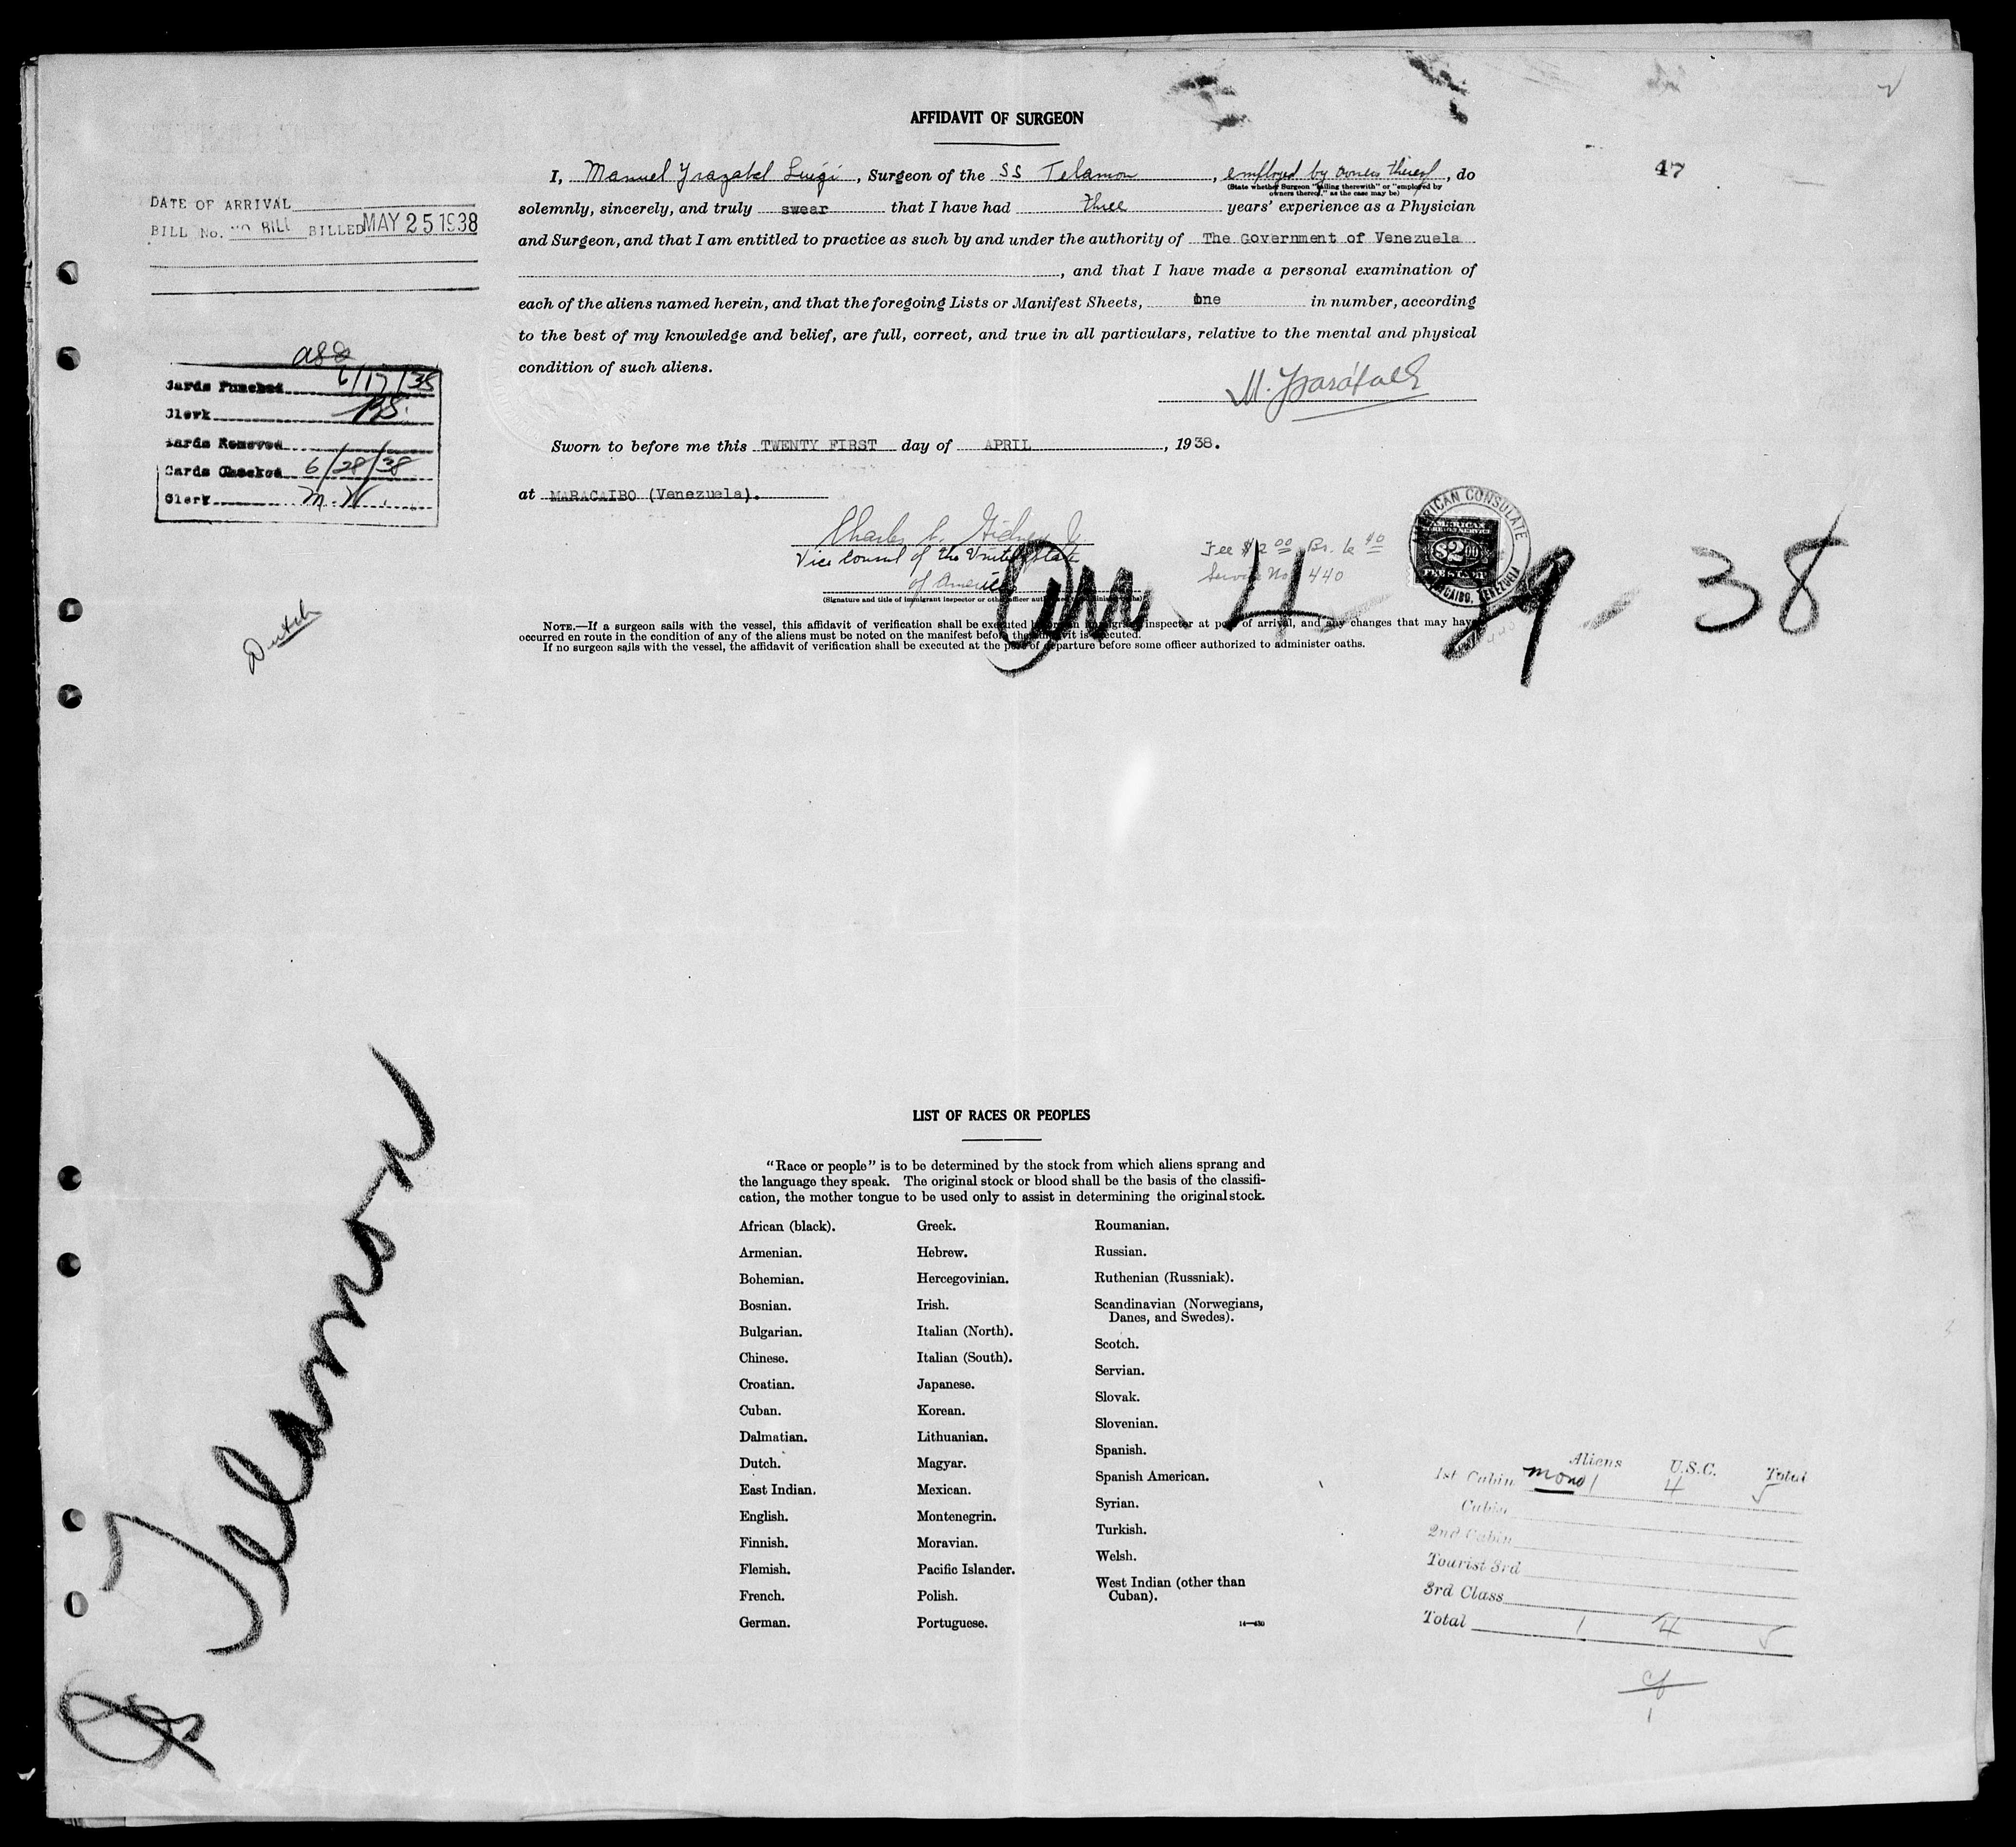 AFFIDAVIT OF SURGEON
47
I, Manuel Yrazabal Luigi, Surgeon of the SS Telamon, employed by owners thereof, do
(State whether Surgeon "sailing therewith" or "employed by
owners thereof," as the case may be)
solemnly, sincerely, and truly swear that I have had three years' experience as a Physician
and Surgeon, and that I am entitled to practice as such by and under the authority of The Government of Venezuela
, and that I have made a personal examination of
each of the aliens named herein, and that the foregoing Lists or Manifest Sheets, one in number, according
to the best of my knowledge and belief, are full, correct, and true in all particulars, relative to the mental and physical
condition of such aliens.
Sworn to before me this TWENTY FIRST day of APRIL, 1938.
at MARACAIBO (Venezuela).
Vice Consul of the United States
of America
(Signature and title of immigrant inspector or other officer authorized to administer oaths)
Fee $2 00 Bs. 6 40
Service No. 440
AMERICAN CONSULATE
AMERICAN
FOREIGN SERVICE
$2 00
FEE STAMP
MARACAIBO, VENEZUELA
4 - 29 - 38
NOTE.—If a surgeon sails with the vessel, this affidavit of verification shall be executed before an immigrant inspector at port of arrival, and any changes that may have
occurred en route in the condition of any of the aliens must be noted on the manifest before the affidavit is executed.
If no surgeon sails with the vessel, the affidavit of verification shall be executed at the port of departure before some officer authorized to administer oaths.
DATE OF ARRIVAL
BILL No. NO BILL BILLED MAY 25 1938
Cards Punched 6/17/38
Clerk
Cards Removed
Cards Checked 6/28/38
Clerk M.W.
Dutch
Telamon
LIST OF RACES OR PEOPLES
"Race or people" is to be determined by the stock from which aliens sprang and
the language they speak. The original stock or blood shall be the basis of the classifi-
cation, the mother tongue to be used only to assist in determining the original stock.
African (black).
Armenian.
Bohemian.
Bosnian.
Bulgarian.
Chinese.
Croatian.
Cuban.
Dalmatian.
Dutch.
East Indian.
English.
Finnish.
Flemish.
French.
German.
Greek.
Hebrew.
Hercegovinian.
Irish.
Italian (North).
Italian (South).
Japanese.
Korean.
Lithuanian.
Magyar.
Mexican.
Montenegrin.
Moravian.
Pacific Islander.
Polish.
Portuguese.
Roumanian.
Russian.
Ruthenian (Russniak).
Scandinavian (Norwegians,
Danes, and Swedes).
Scotch.
Servian.
Slovak.
Slovenian.
Spanish.
Spanish American.
Syrian.
Turkish.
Welsh.
West Indian (other than
Cuban).
14—430
Aliens U.S.C. Total
1st Cabin 1 4 5
Cabin
2nd Cabin
Tourist 3rd
3rd Class
Total 1 4 5